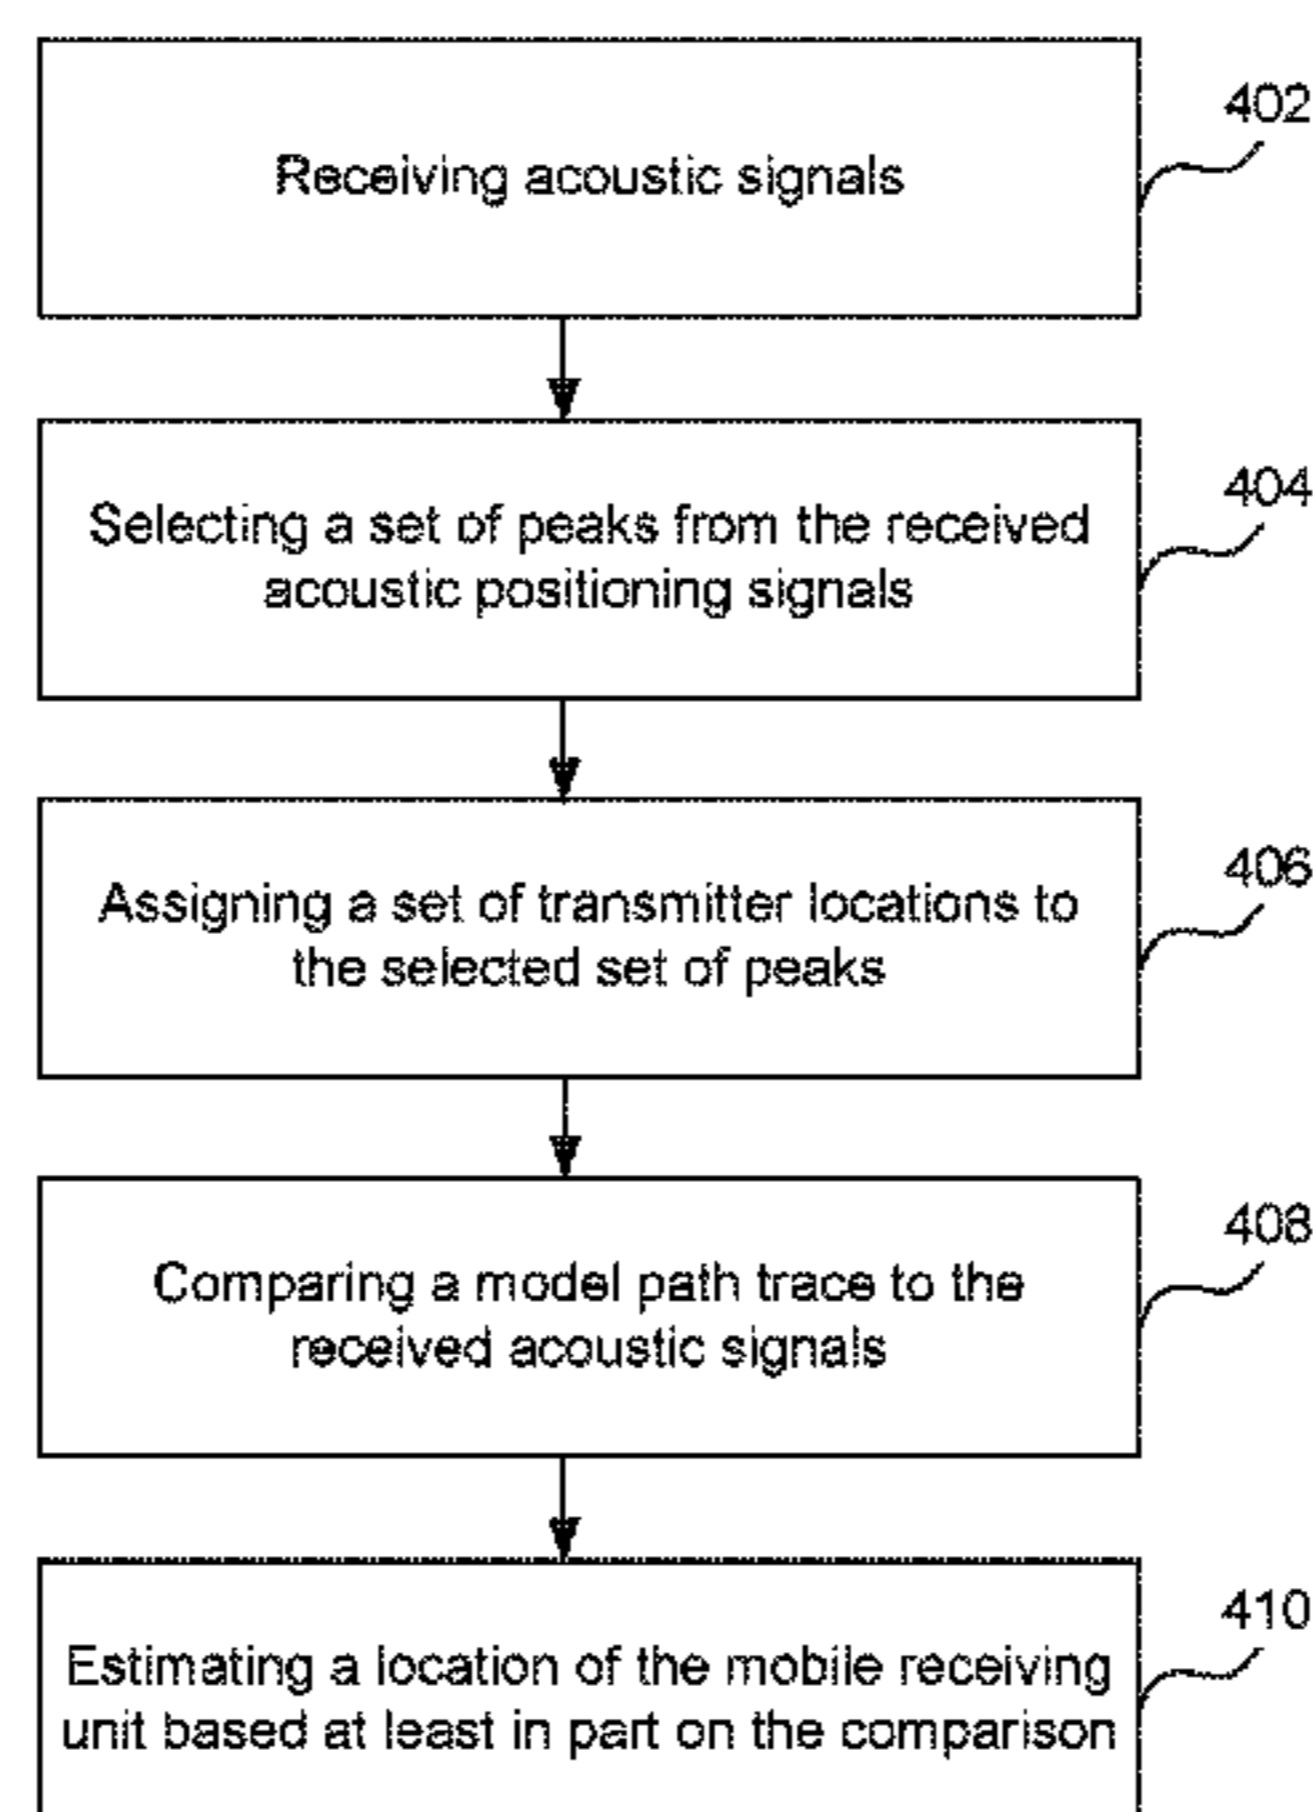 Receiving acoustic signals
402
Selecting a set of peaks from the received
acoustic positioning signals
404
Assigning a set of transmitter locations to
the selected set of peaks
406
Comparing a model path trace to the
received acoustic signals
408
Estimating a location of the mobile receiving
unit based at least in part on the comparison
410